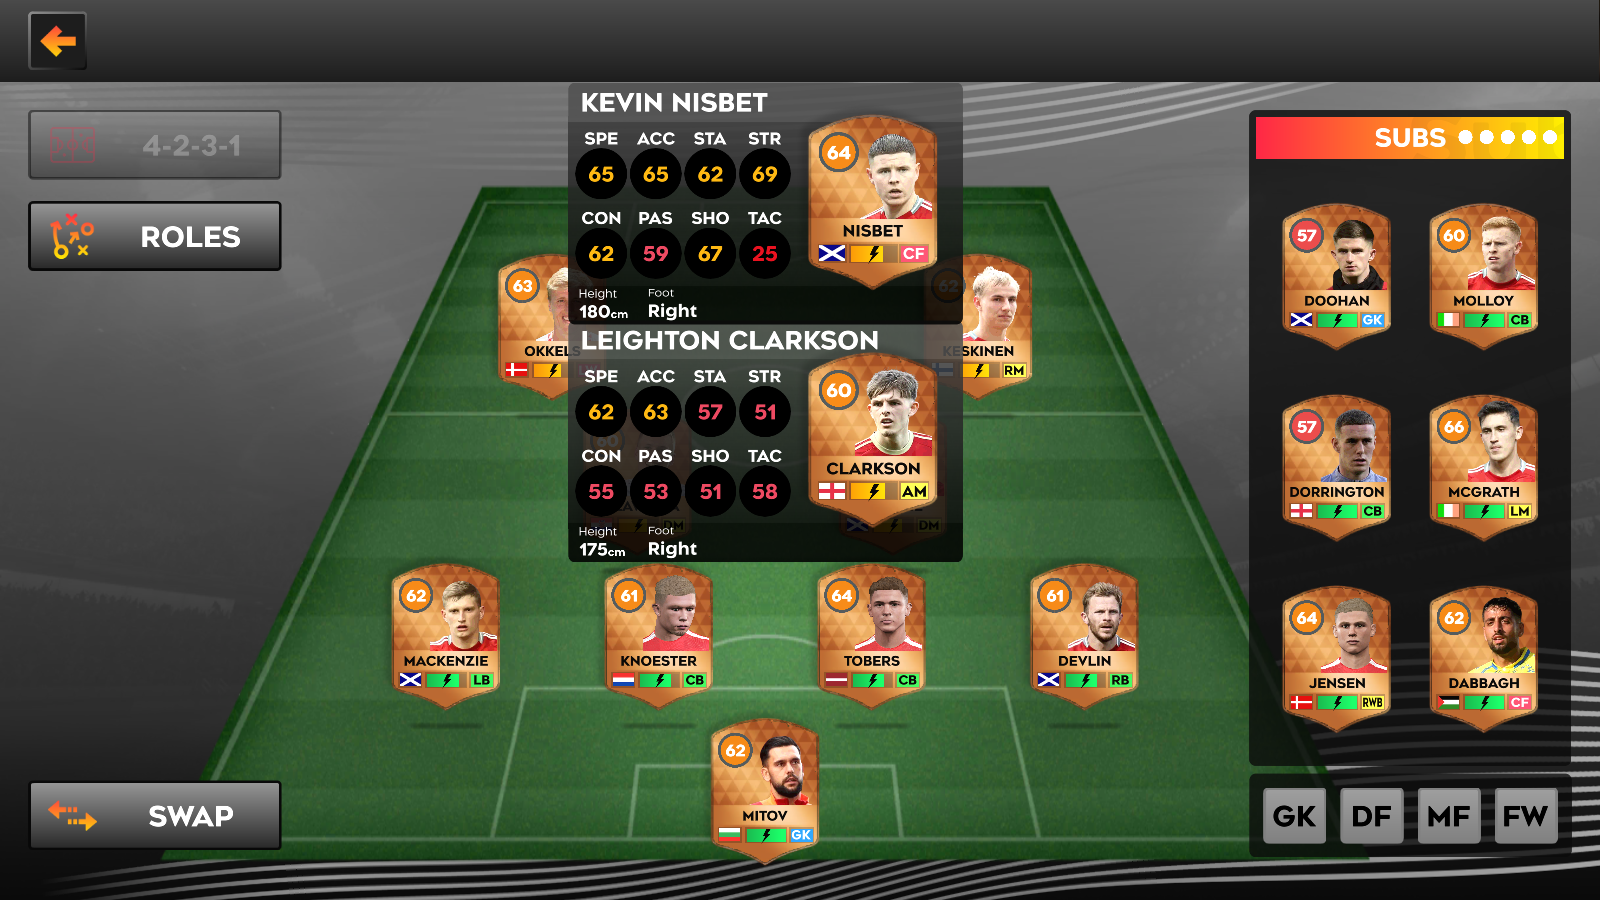 4-2-3-1
ROLES
KEVIN NISBET
SPE ACC STA STR
65 65 62 69
CON PAS SHO TAC
62 59 67 25
Height Foot
180cm Right
64
NISBET
CF
LEIGHTON CLARKSON
SPE ACC STA STR
62 63 57 51
CON PAS SHO TAC
55 53 51 58
Height Foot
175cm Right
60
CLARKSON
AM
63
OKKELS
62
KESKINEN
RM
60
DM
DM
62
MACKENZIE
LB
61
KNOESTER
CB
64
TOBERS
CB
61
DEVLIN
RB
62
MITOV
GK
SWAP
SUBS
57
DOOHAN
GK
60
MOLLOY
CB
57
DORRINGTON
CB
66
MCGRATH
LM
64
JENSEN
RWB
62
DABBAGH
CF
GK DF MF FW